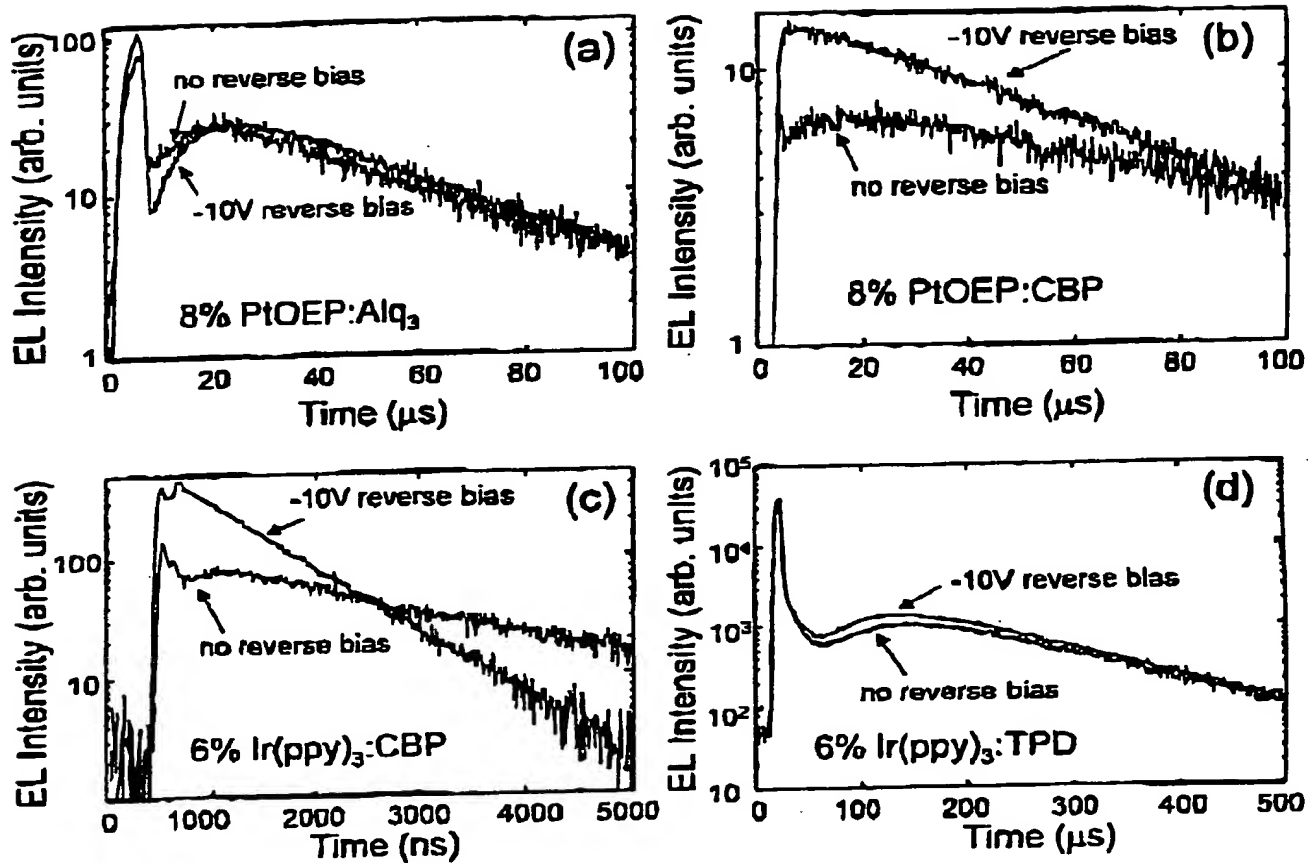 (a)
EL Intensity (arb. units)
100
10
1
no reverse bias
-10V reverse bias
8% PtOEP:Alq₃
0 20 40 60 80 100
Time (μs)
(b)
EL Intensity (arb. units)
10
1
-10V reverse bias
no reverse bias
8% PtOEP:CBP
0 20 40 60 80 100
Time (μs)
(c)
EL Intensity (arb. units)
100
10
-10V reverse bias
no reverse bias
6% Ir(ppy)₃:CBP
0 1000 2000 3000 4000 5000
Time (ns)
(d)
EL Intensity (arb. units)
10⁵
10⁴
10³
10²
10
-10V reverse bias
no reverse bias
6% Ir(ppy)₃:TPD
0 100 200 300 400 500
Time (μs)